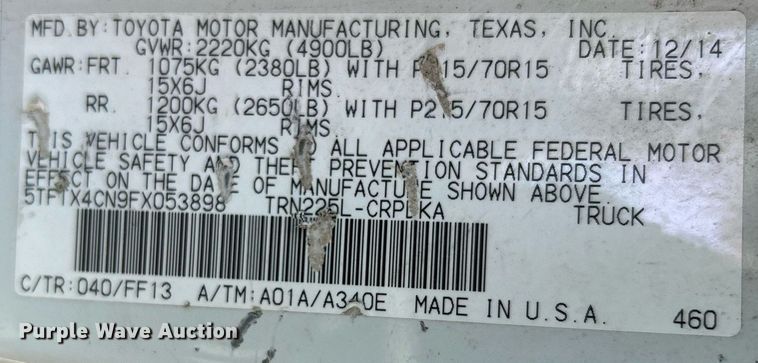 MFD.BY:TOYOTA MOTOR MANUFACTURING, TEXAS, INC.
GVWR:2220KG (4900LB) DATE:12/14
GAWR:FRT. 1075KG (2380LB) WITH P215/70R15 TIRES,
15X6J RIMS
RR. 1200KG (2650LB) WITH P215/70R15 TIRES,
15X6J RIMS
THIS VEHICLE CONFORMS TO ALL APPLICABLE FEDERAL MOTOR
VEHICLE SAFETY AND THEFT PREVENTION STANDARDS IN
EFFECT ON THE DATE OF MANUFACTURE SHOWN ABOVE.
5TFTX4CN9FX053898 TRN225L-CRPDKA TRUCK
C/TR:040/FF13 A/TM:A01A/A340E MADE IN U.S.A. 460
Purple Wave Auction